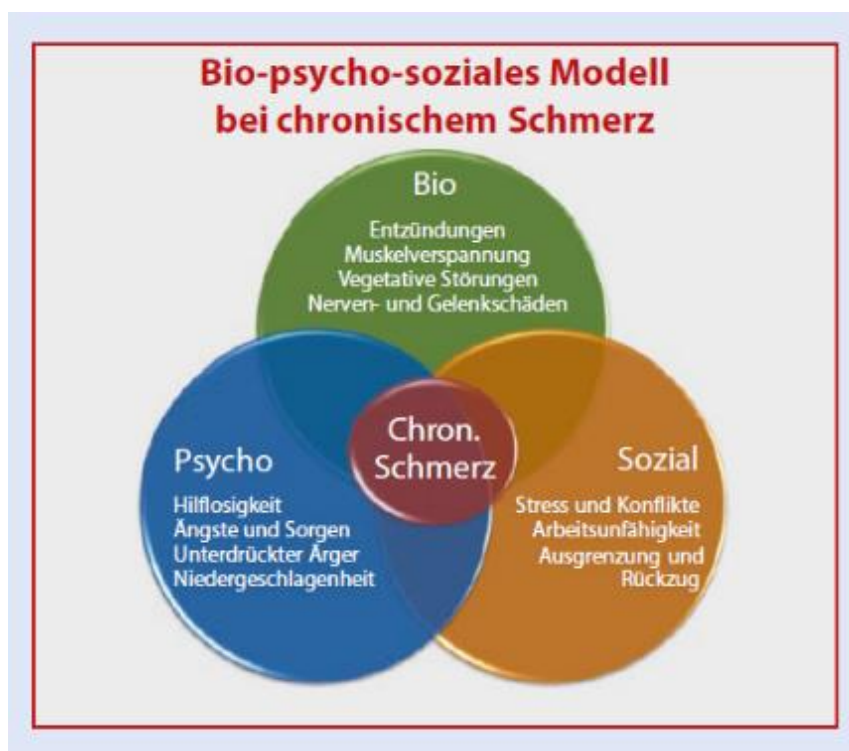 Bio-psycho-soziales Modell
bei chronischem Schmerz
Bio
Entzündungen
Muskelverspannung
Vegetative Störungen
Nerven- und Gelenkschäden
Chron.
Schmerz
Psycho
Hilflosigkeit
Ängste und Sorgen
Unterdrückter Ärger
Niedergeschlagenheit
Sozial
Stress und Konflikte
Arbeitsunfähigkeit
Ausgrenzung und
Rückzug